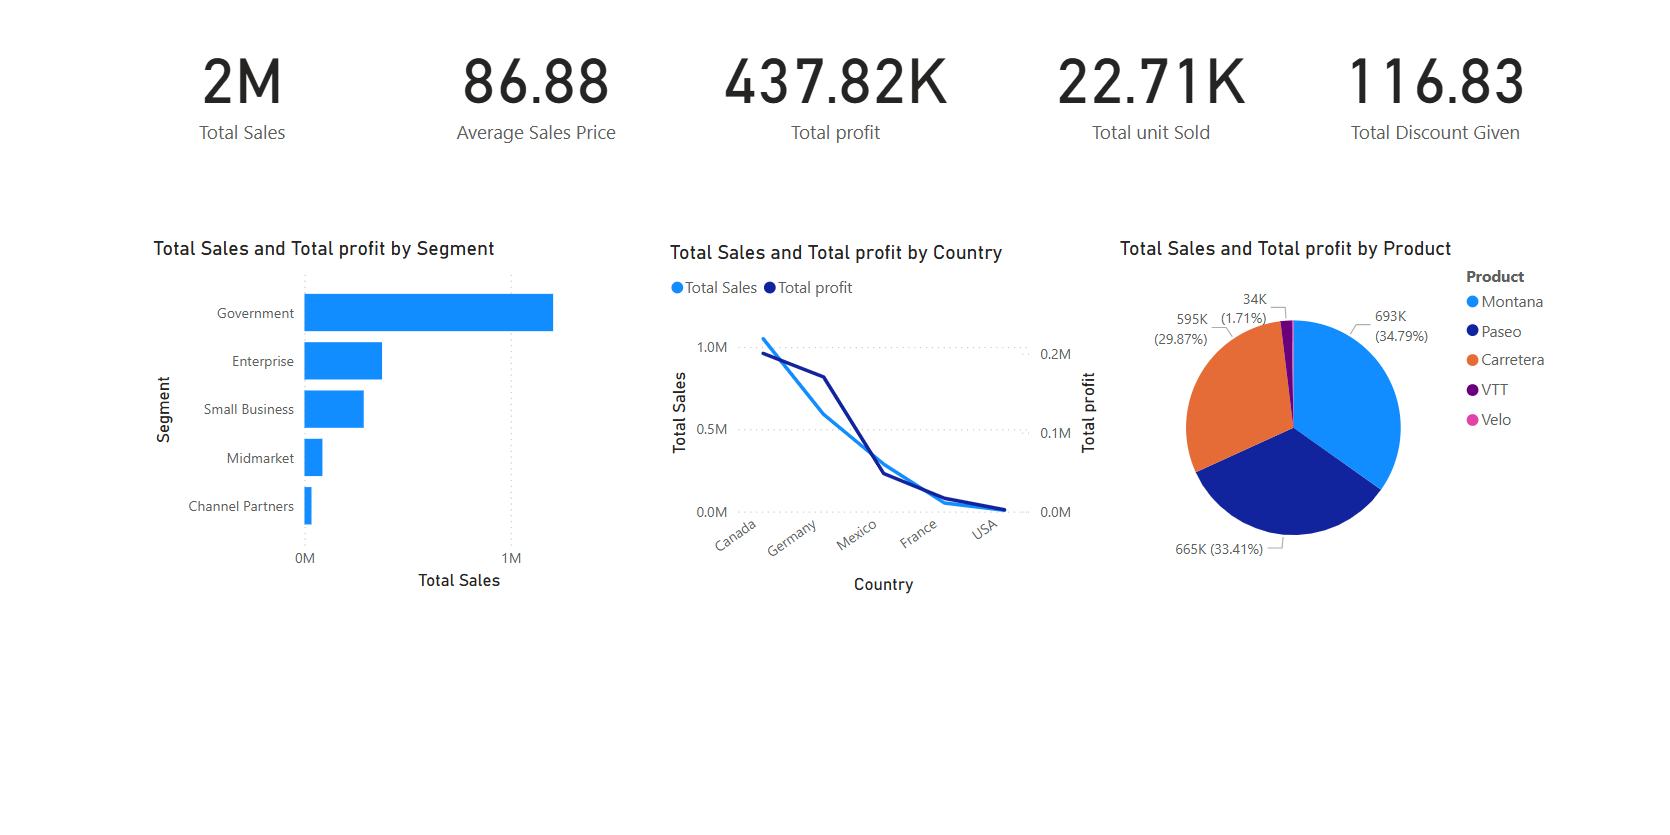 2M
Total Sales
86.88
Average Sales Price
437.82K
Total profit
22.71K
Total unit Sold
116.83
Total Discount Given
Total Sales and Total profit by Segment
Segment
Government
Enterprise
Small Business
Midmarket
Channel Partners
0M
1M
Total Sales
Total Sales and Total profit by Country
Total Sales
Total profit
Total Sales
1.0M
0.5M
0.0M
0.2M
0.1M
0.0M
Total profit
Canada
Germany
Mexico
France
USA
Country
Total Sales and Total profit by Product
34K
(1.71%)
595K
(29.87%)
693K
(34.79%)
665K (33.41%)
Product
Montana
Paseo
Carretera
VTT
Velo